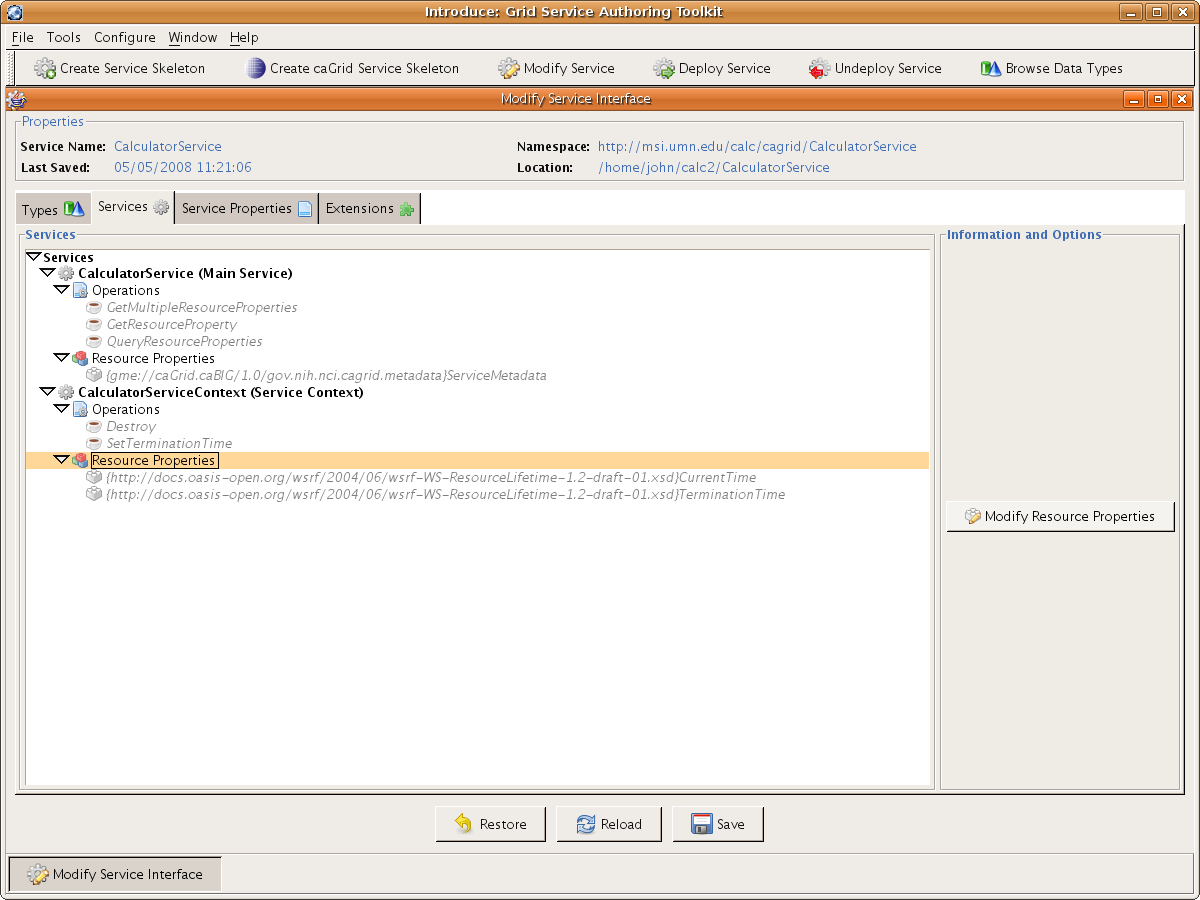 Introduce: Grid Service Authoring Toolkit
File Tools Configure Window Help
Create Service Skeleton Create caGrid Service Skeleton Modify Service Deploy Service Undeploy Service Browse Data Types
Modify Service Interface
Properties
Service Name: CalculatorService Namespace: http://msi.umn.edu/calc/cagrid/CalculatorService
Last Saved: 05/05/2008 11:21:06 Location: /home/john/calc2/CalculatorService
Types Services Service Properties Extensions
Services Information and Options
Services
CalculatorService (Main Service)
Operations
GetMultipleResourceProperties
GetResourceProperty
QueryResourceProperties
Resource Properties
{gme://caGrid.caBIG/1.0/gov.nih.nci.cagrid.metadata}ServiceMetadata
CalculatorServiceContext (Service Context)
Operations
Destroy
SetTerminationTime
Resource Properties
{http://docs.oasis-open.org/wsrf/2004/06/wsrf-WS-ResourceLifetime-1.2-draft-01.xsd}CurrentTime
{http://docs.oasis-open.org/wsrf/2004/06/wsrf-WS-ResourceLifetime-1.2-draft-01.xsd}TerminationTime
Modify Resource Properties
Restore Reload Save
Modify Service Interface